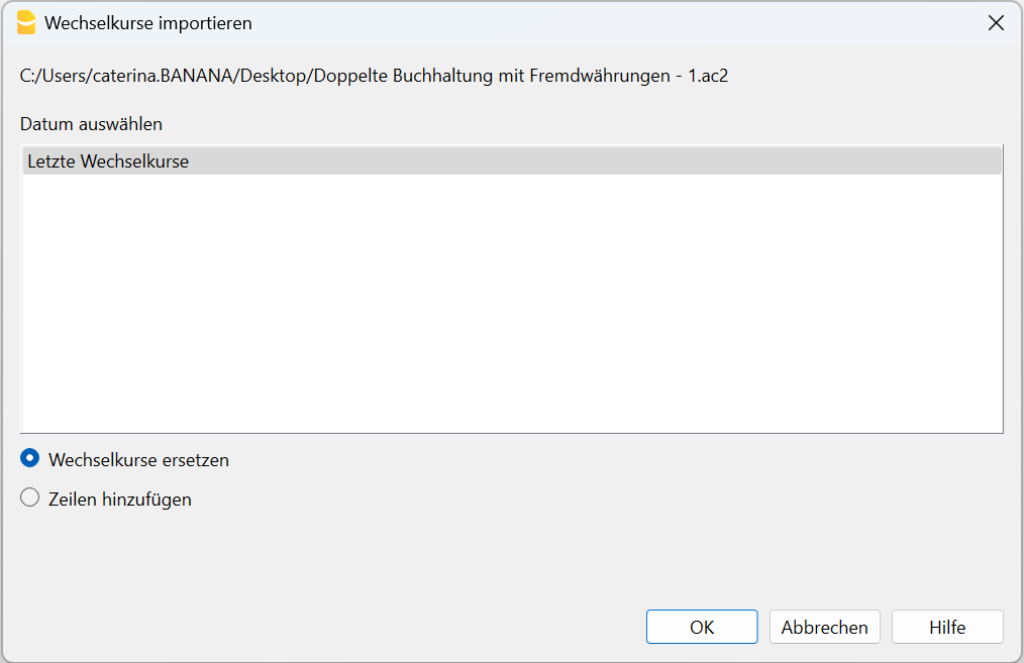 Wechselkurse importieren
C:/Users/caterina.BANANA/Desktop/Doppelte Buchhaltung mit Fremdwährungen - 1.ac2
Datum auswählen
Letzte Wechselkurse
Wechselkurse ersetzen
Zeilen hinzufügen
OK Abbrechen Hilfe